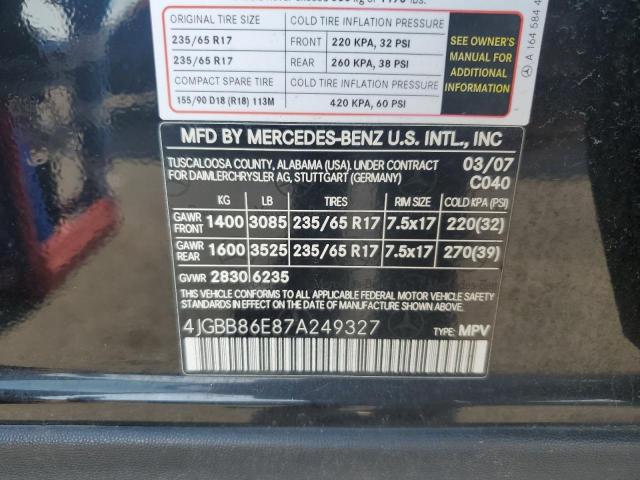 lbs.
ORIGINAL TIRE SIZE COLD TIRE INFLATION PRESSURE
235/65 R17 FRONT 220 KPA, 32 PSI
235/65 R17 REAR 260 KPA, 38 PSI
COMPACT SPARE TIRE COLD TIRE INFLATION PRESSURE
155/90 D18 (R18) 113M 420 KPA, 60 PSI
SEE OWNER'S
MANUAL FOR
ADDITIONAL
INFORMATION
A 164 584 4
MFD BY MERCEDES-BENZ U.S. INTL., INC
TUSCALOOSA COUNTY, ALABAMA (USA), UNDER CONTRACT 03/07
FOR DAIMLERCHRYSLER AG, STUTTGART (GERMANY) C040
KG LB TIRES RIM SIZE COLD KPA (PSI)
GAWR FRONT 1400 3085 235/65 R17 7.5x17 220(32)
GAWR REAR 1600 3525 235/65 R17 7.5x17 270(39)
GVWR 2830 6235
THIS VEHICLE CONFORMS TO ALL APPLICABLE FEDERAL MOTOR VEHICLE SAFETY STANDARDS
IN EFFECT ON THE DATE OF MANUFACTURE SHOWN ABOVE.
4JGBB86E87A249327 TYPE: MPV